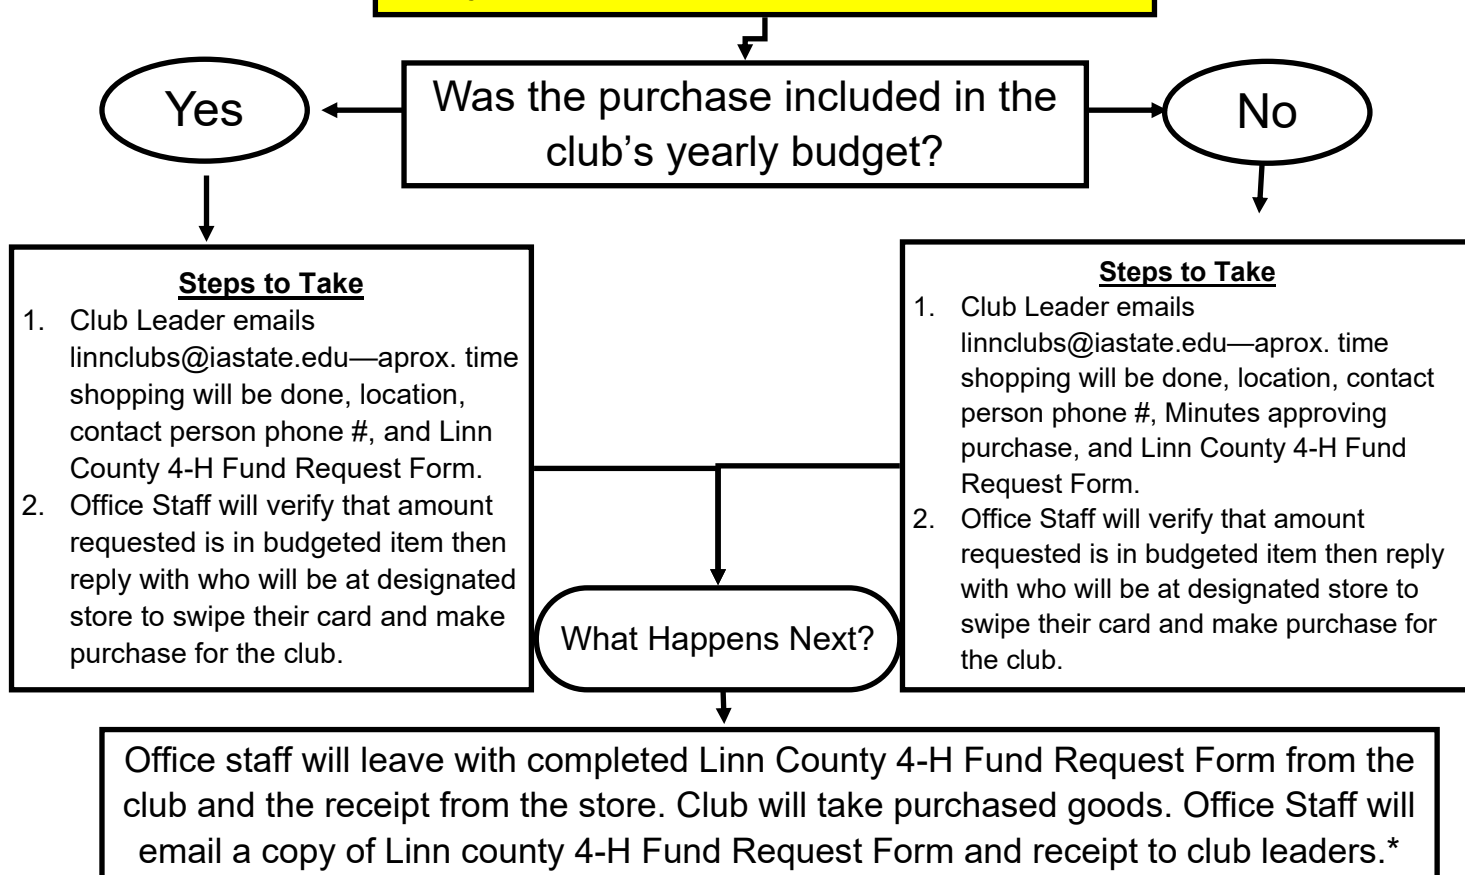 Was the purchase included in the
club's yearly budget?
Yes
No
Steps to Take
1. Club Leader emails
linnclubs@iastate.edu—aprox. time
shopping will be done, location,
contact person phone #, and Linn
County 4-H Fund Request Form.
2. Office Staff will verify that amount
requested is in budgeted item then
reply with who will be at designated
store to swipe their card and make
purchase for the club.
Steps to Take
1. Club Leader emails
linnclubs@iastate.edu—aprox. time
shopping will be done, location, contact
person phone #, Minutes approving
purchase, and Linn County 4-H Fund
Request Form.
2. Office Staff will verify that amount
requested is in budgeted item then reply
with who will be at designated store to
swipe their card and make purchase for
the club.
What Happens Next?
Office staff will leave with completed Linn County 4-H Fund Request Form from the
club and the receipt from the store. Club will take purchased goods. Office Staff will
email a copy of Linn county 4-H Fund Request Form and receipt to club leaders.*